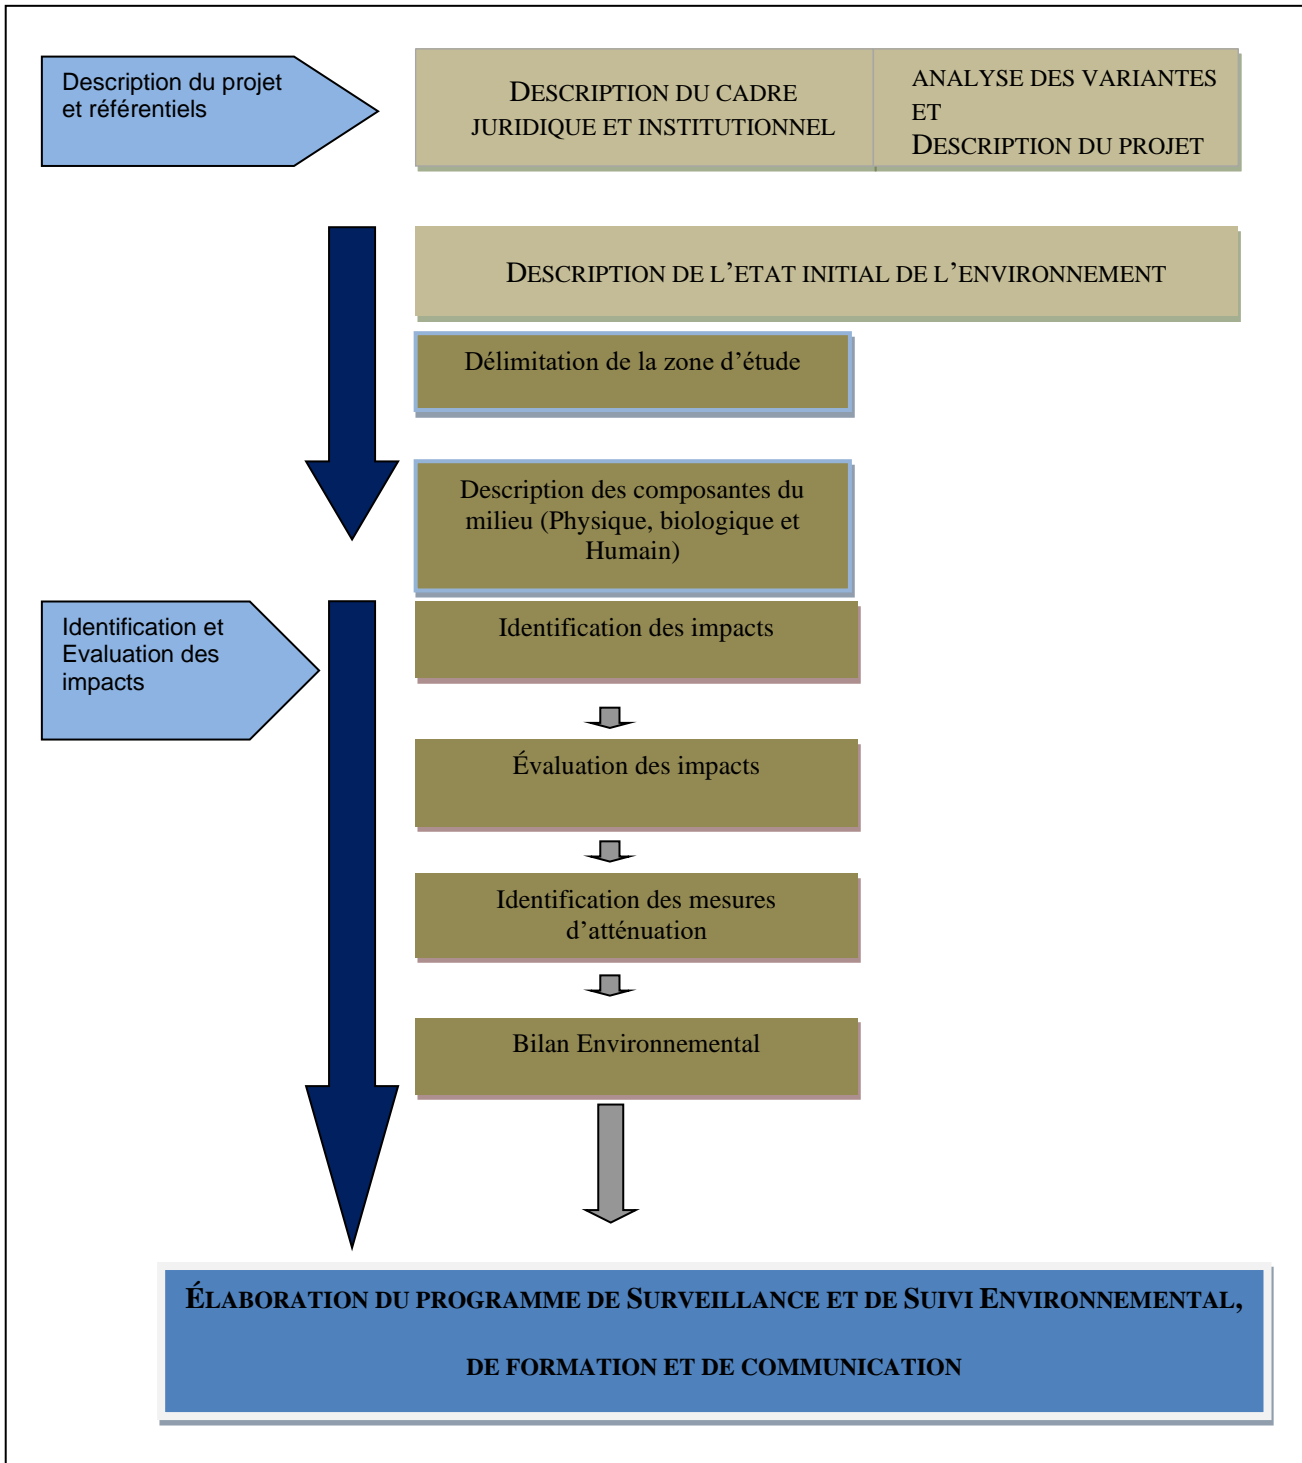 Description du projet
et référentiels
DESCRIPTION DU CADRE
JURIDIQUE ET INSTITUTIONNEL
ANALYSE DES VARIANTES
ET
DESCRIPTION DU PROJET
DESCRIPTION DE L’ETAT INITIAL DE L’ENVIRONNEMENT
Délimitation de la zone d’étude
Description des composantes du
milieu (Physique, biologique et
Humain)
Identification et
Evaluation des
impacts
Identification des impacts
Évaluation des impacts
Identification des mesures
d’atténuation
Bilan Environnemental
ÉLABORATION DU PROGRAMME DE SURVEILLANCE ET DE SUIVI ENVIRONNEMENTAL,
DE FORMATION ET DE COMMUNICATION